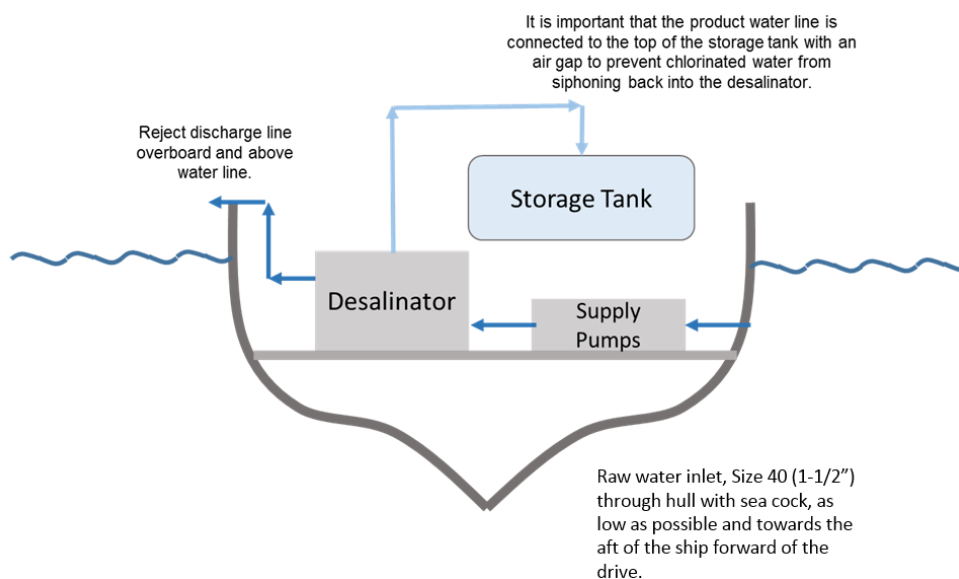 It is important that the product water line is
connected to the top of the storage tank with an
air gap to prevent chlorinated water from
siphoning back into the desalinator.
Reject discharge line
overboard and above
water line.
Storage Tank
Desalinator
Supply
Pumps
Raw water inlet, Size 40 (1-1/2”)
through hull with sea cock, as
low as possible and towards the
aft of the ship forward of the
drive.